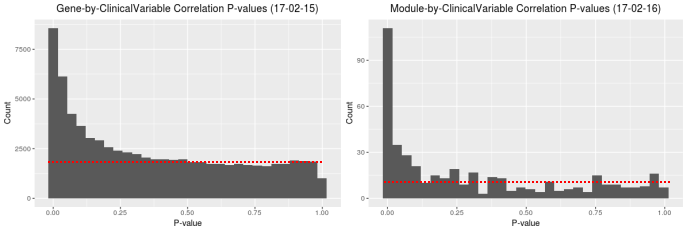 Gene-by-ClinicalVariable Correlation P-values (17-02-15)
7500
5000
2500
0
Count
0.00 0.25 0.50 0.75 1.00
P-value
Module-by-ClinicalVariable Correlation P-values (17-02-16)
90
60
30
0
Count
0.00 0.25 0.50 0.75 1.00
P-value